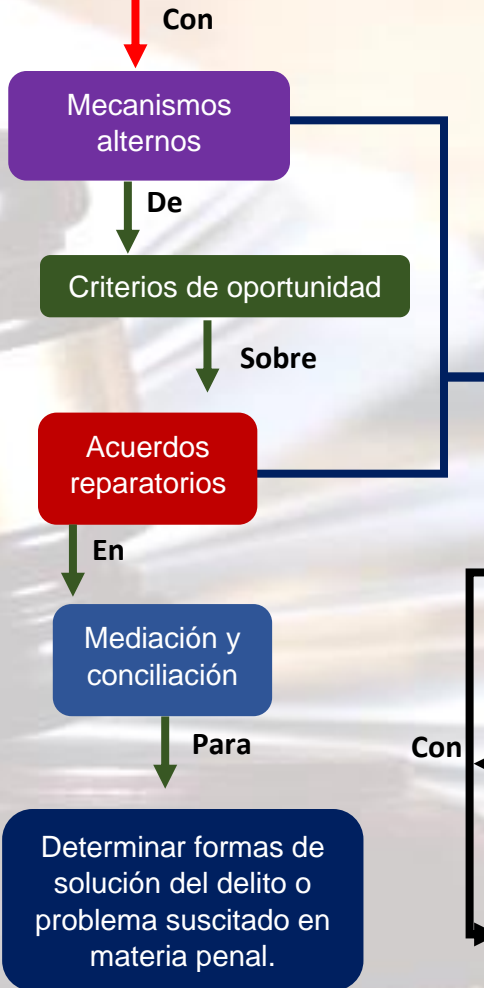 Con
Mecanismos
alternos
De
Criterios de oportunidad
Sobre
Acuerdos
reparatorios
En
Mediación y
conciliación
Para
Con
Determinar formas de
solución del delito o
problema suscitado en
materia penal.